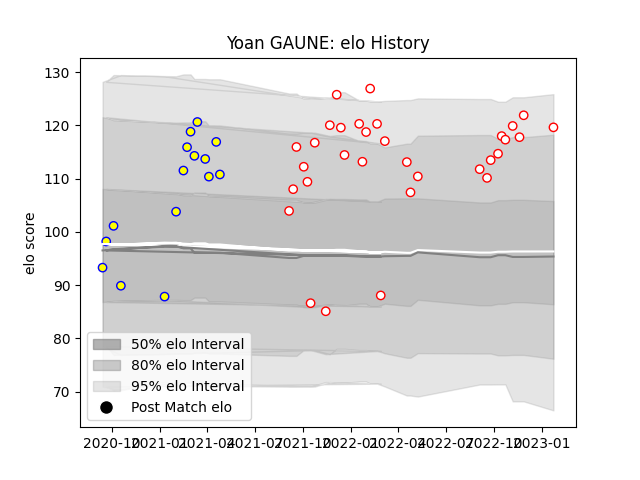 Yoan GAUNE: elo History
elo score
130
120
110
100
90
80
70
50% elo Interval
80% elo Interval
95% elo Interval
Post Match elo
2020-10 2021-01 2021-04 2021-07 2021-10 2022-01 2022-04 2022-07 2022-10 2023-01